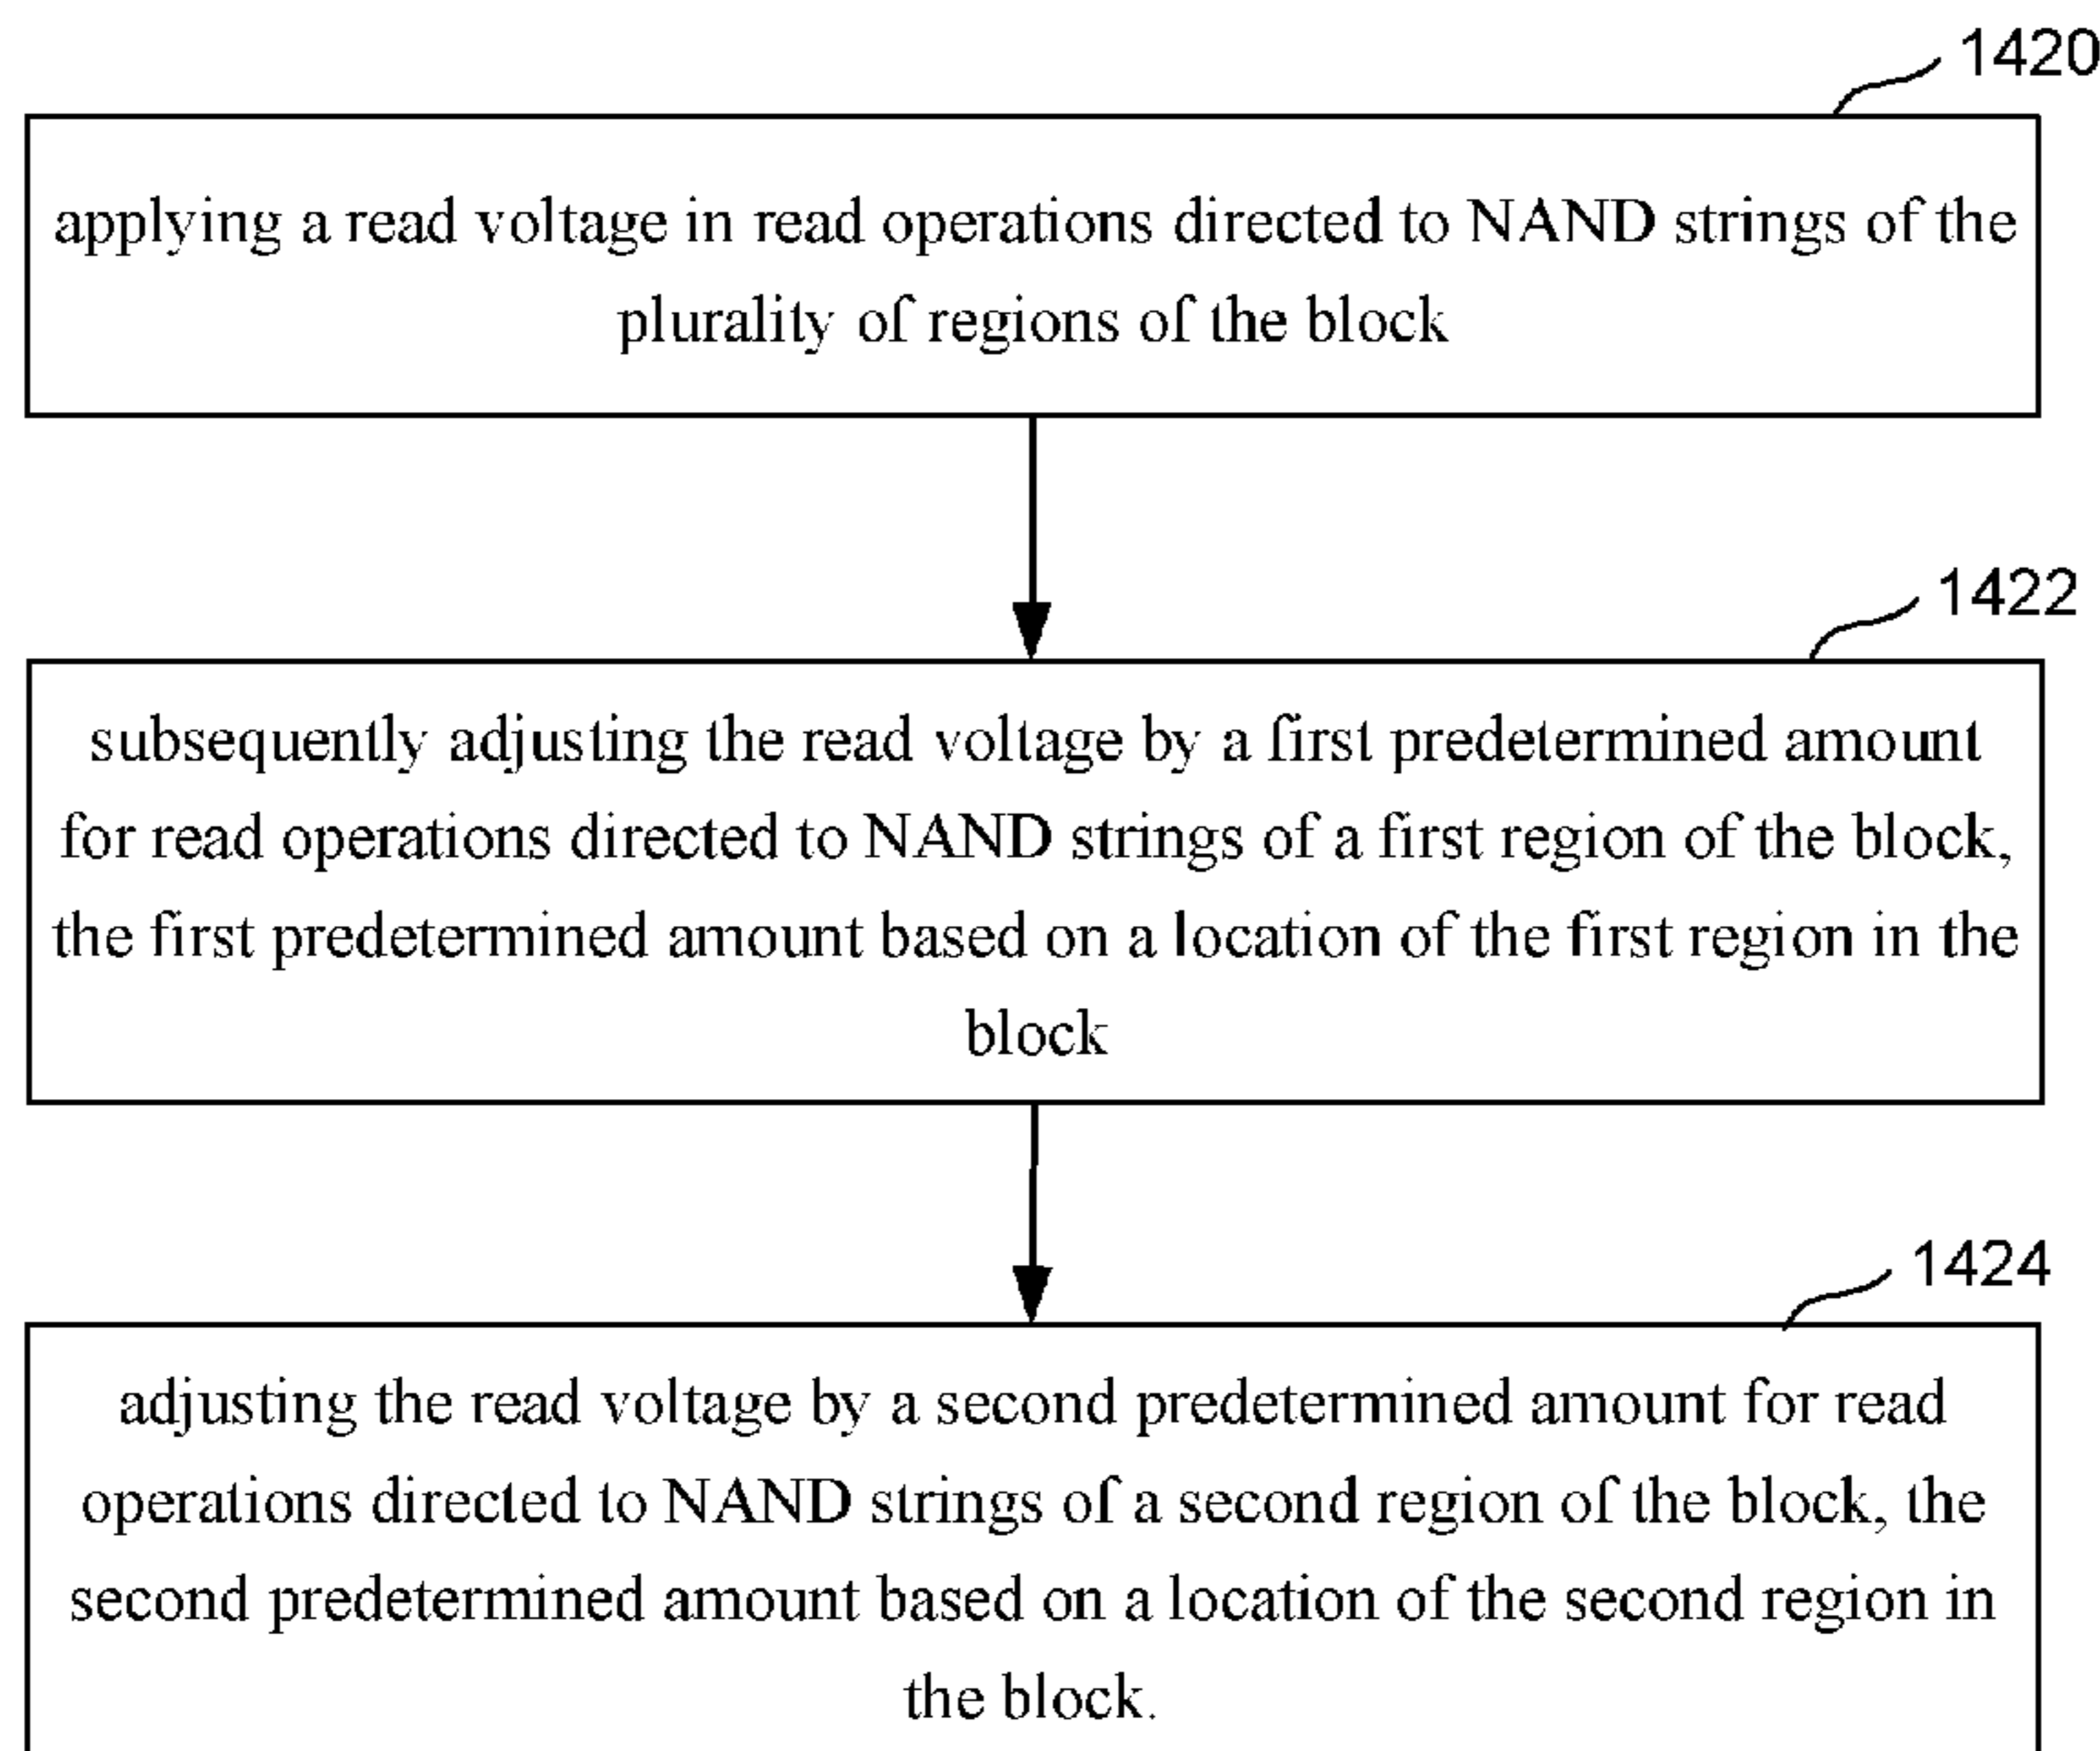 1420
applying a read voltage in read operations directed to NAND strings of the
plurality of regions of the block
1422
subsequently adjusting the read voltage by a first predetermined amount
for read operations directed to NAND strings of a first region of the block,
the first predetermined amount based on a location of the first region in the
block
1424
adjusting the read voltage by a second predetermined amount for read
operations directed to NAND strings of a second region of the block, the
second predetermined amount based on a location of the second region in
the block.